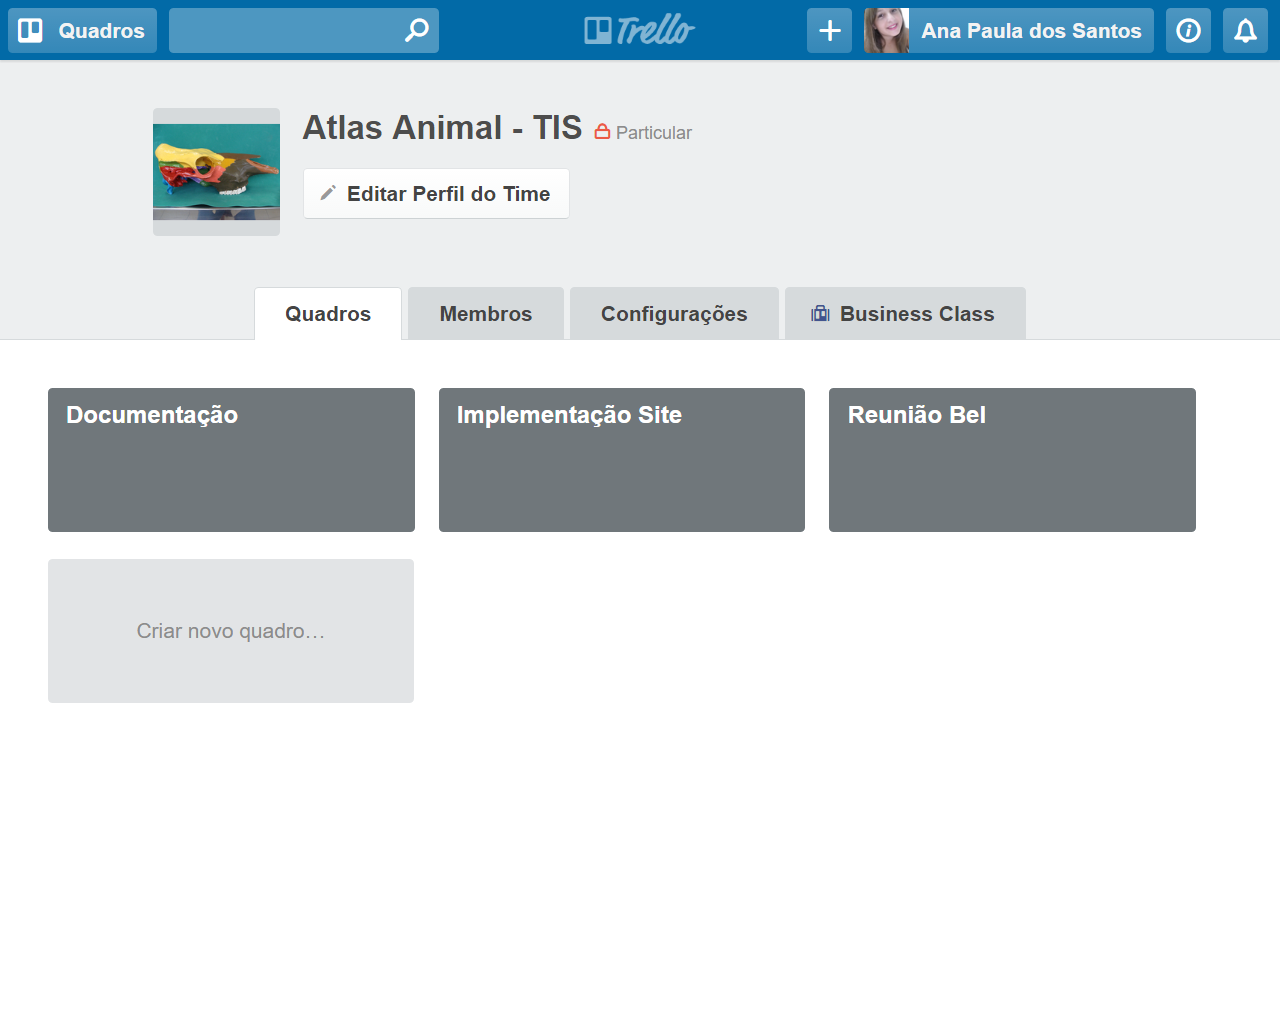 Quadros
Trello
Ana Paula dos Santos
Atlas Animal - TIS
Particular
Editar Perfil do Time
Quadros
Membros
Configurações
Business Class
Documentação
Implementação Site
Reunião Bel
Criar novo quadro…